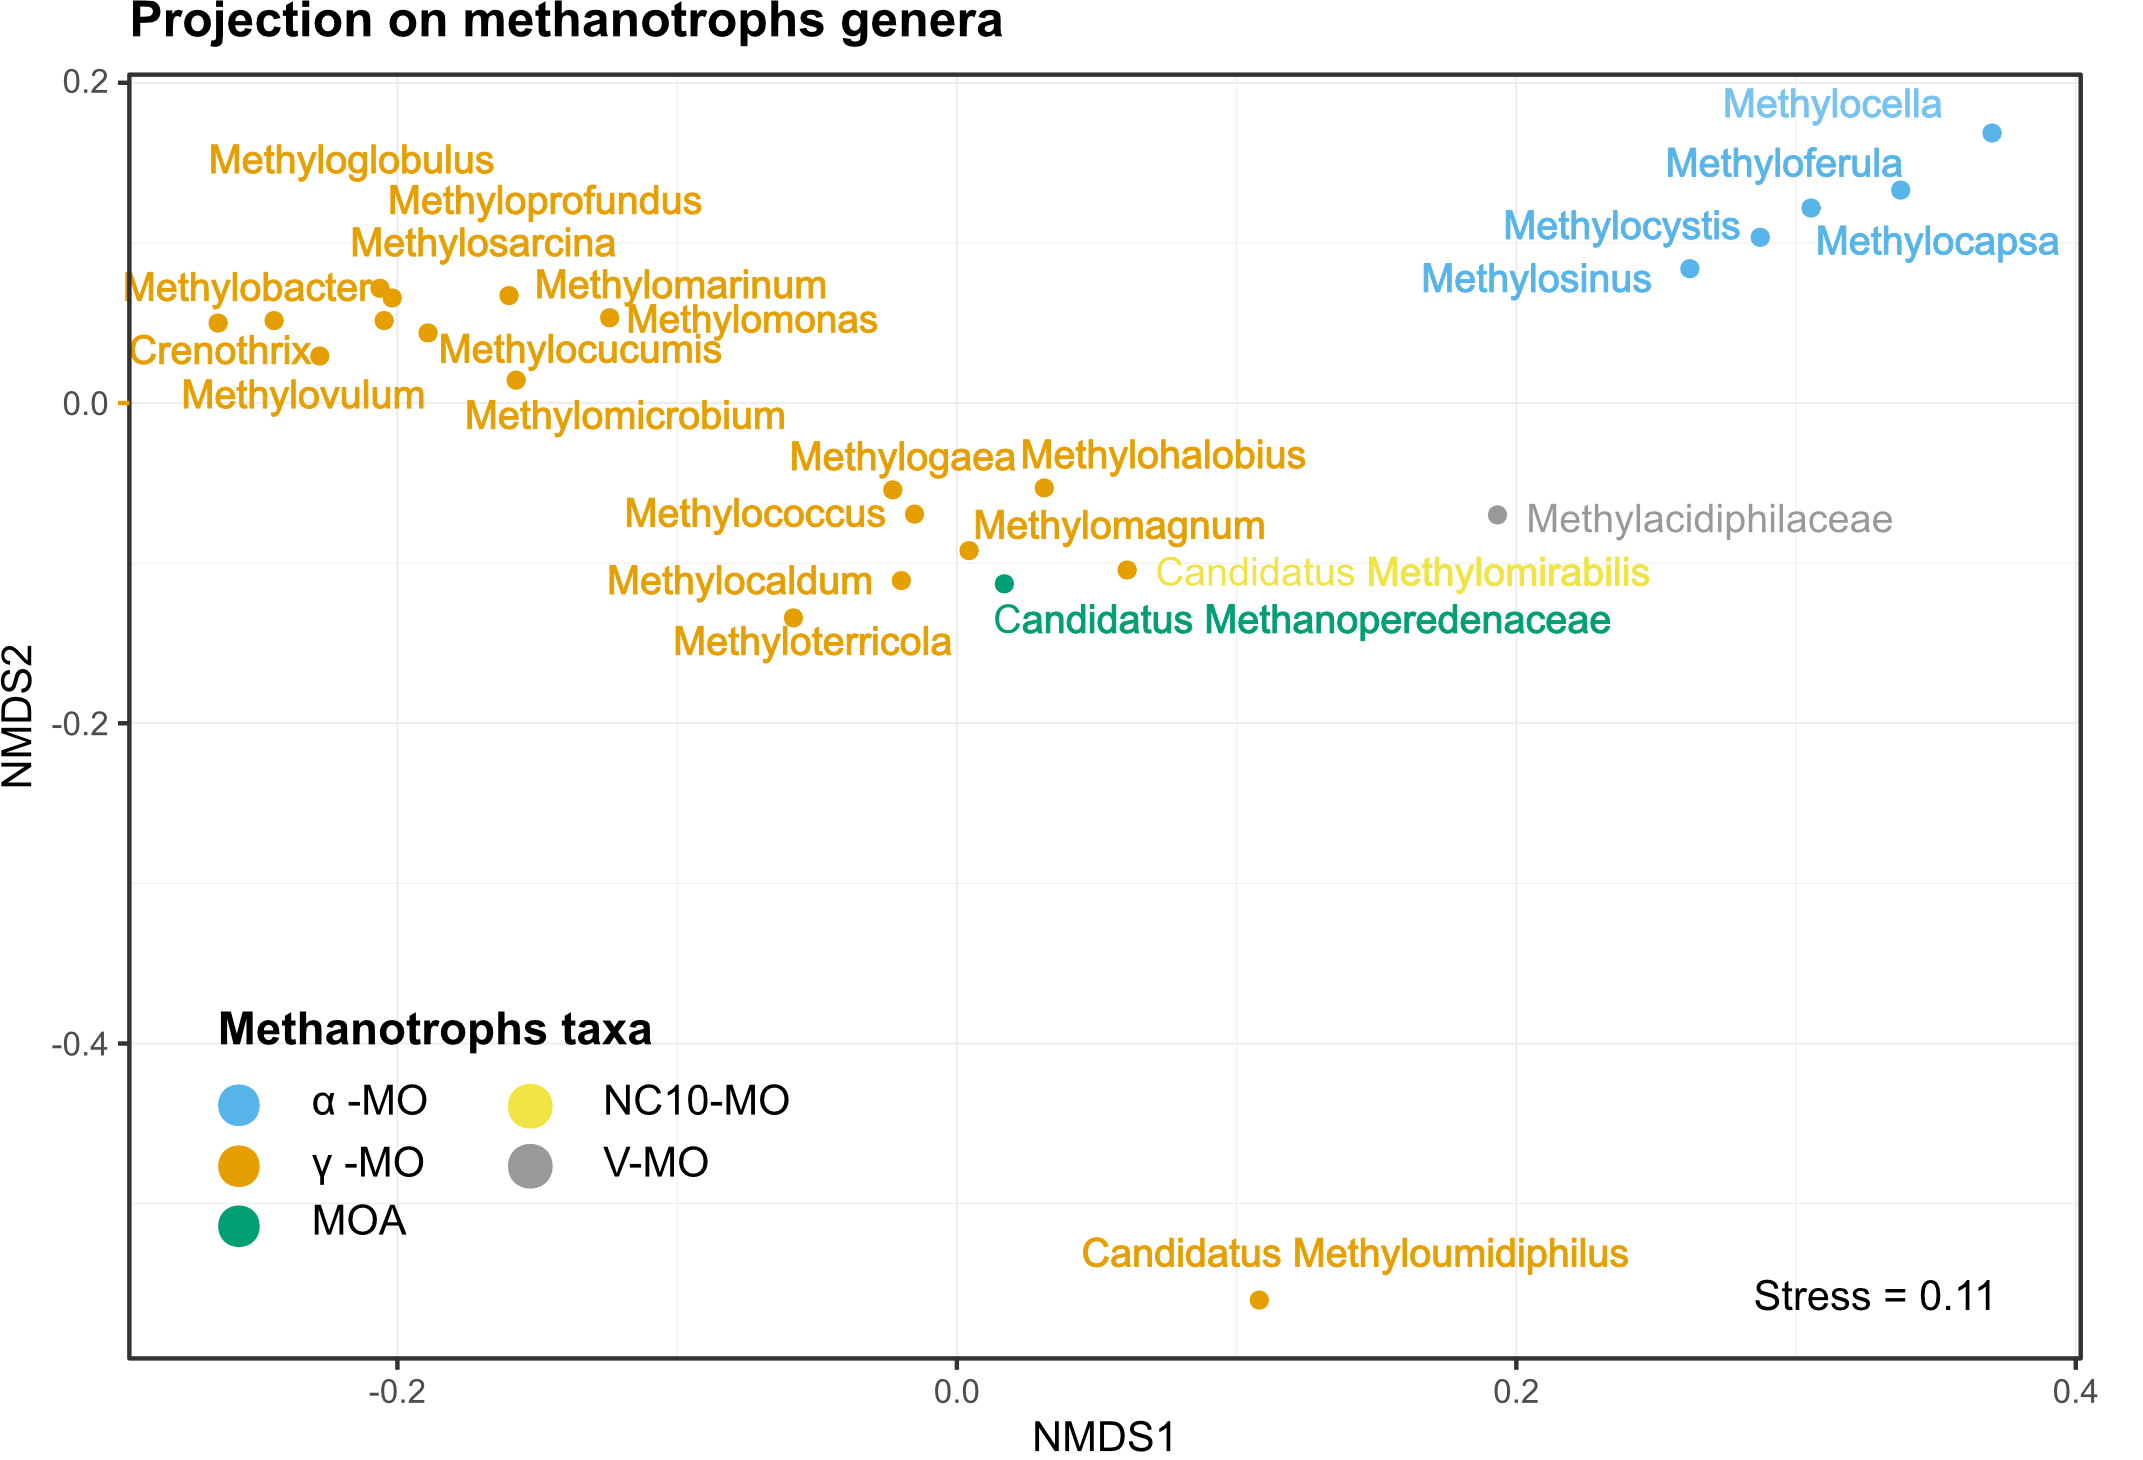 Projection on methanotrophs genera
0.2
Methylocella
Methyloglobulus
Methyloferula
Methyloprofundus
Methylocystis
Methylosarcina
Methylocapsa
Methylosinus
Methylobacter
Methylomarinum
Methylomonas
Crenothrix
Methylocucumis
Methylovulum
0.0
Methylomicrobium
Methylogaea
Methylohalobius
Methylococcus
Methylomagnum
Methylacidiphilaceae
Methylocaldum
Candidatus Methylomirabilis
Candidatus Methanoperedenaceae
Methyloterricola
NMDS2
-0.2
-0.4
Methanotrophs taxa
α -MO
NC10-MO
γ -MO
V-MO
MOA
Candidatus Methyloumidiphilus
Stress = 0.11
-0.2
0.0
0.2
0.4
NMDS1